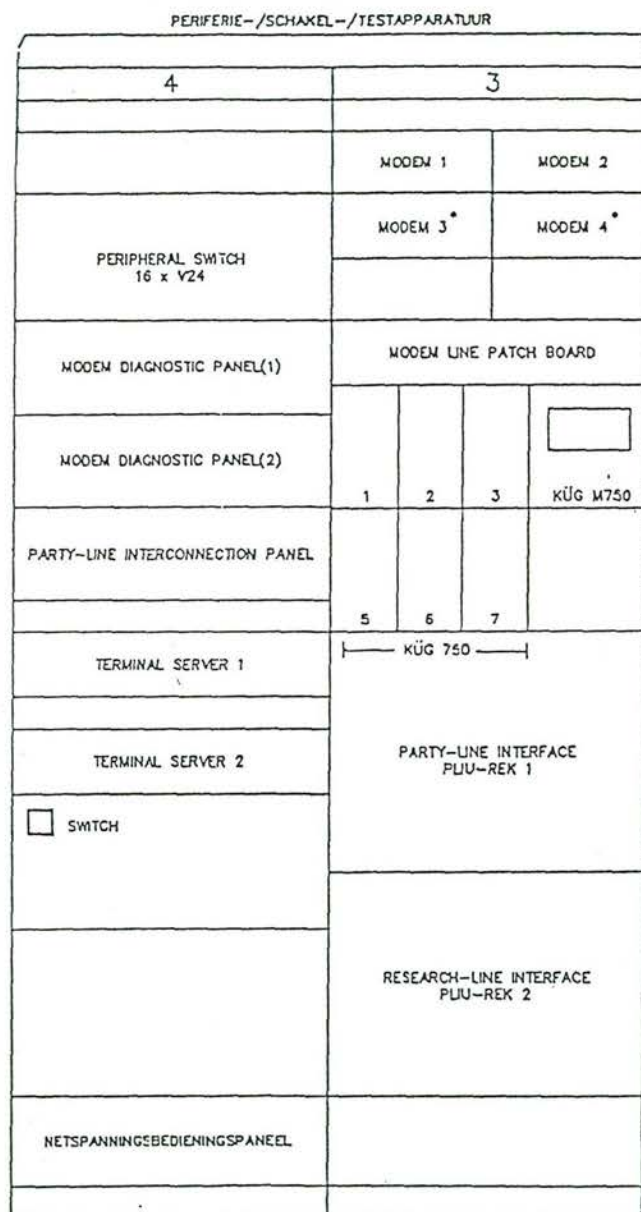 PERIFERIE-/SCHAKEL-/TESTAPPARATUUR
4
3
MODEM 1
MODEM 2
MODEM 3*
MODEM 4*
PERIPHERAL SWITCH
16 x V24
MODEM LINE PATCH BOARD
MODEM DIAGNOSTIC PANEL(1)
MODEM DIAGNOSTIC PANEL(2)
1
2
3
KÜG M750
PARTY-LINE INTERCONNECTION PANEL
5
6
7
KÜG 750
TERMINAL SERVER 1
PARTY-LINE INTERFACE
PLIU-REK 1
TERMINAL SERVER 2
SWITCH
RESEARCH-LINE INTERFACE
PLIU-REK 2
NETSPANNINGSBEDIENINGSPANEEL